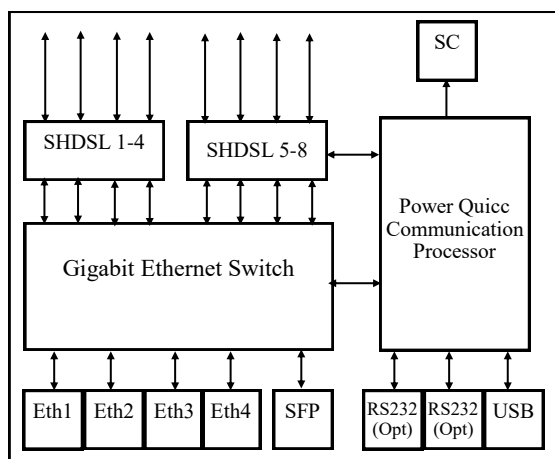 SC
SHDSL 1-4
SHDSL 5-8
Power Quicc
Communication
Processor
Gigabit Ethernet Switch
Eth1
Eth2
Eth3
Eth4
SFP
RS232
(Opt)
RS232
(Opt)
USB